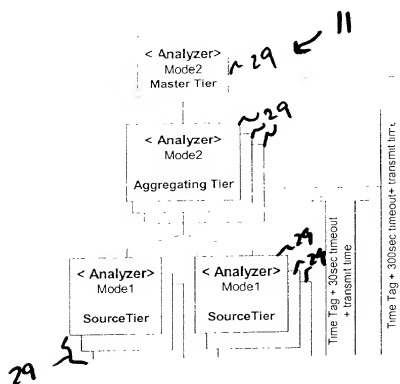 11
< Analyzer>
Mode2
Master Tier
29
< Analyzer>
Mode2
Aggregating Tier
29
< Analyzer>
Mode1
SourceTier
29
< Analyzer>
Mode1
SourceTier
29
29
Time Tag + 30sec timeout
+ transmit time
Time Tag + 300sec timeout+ transmit time